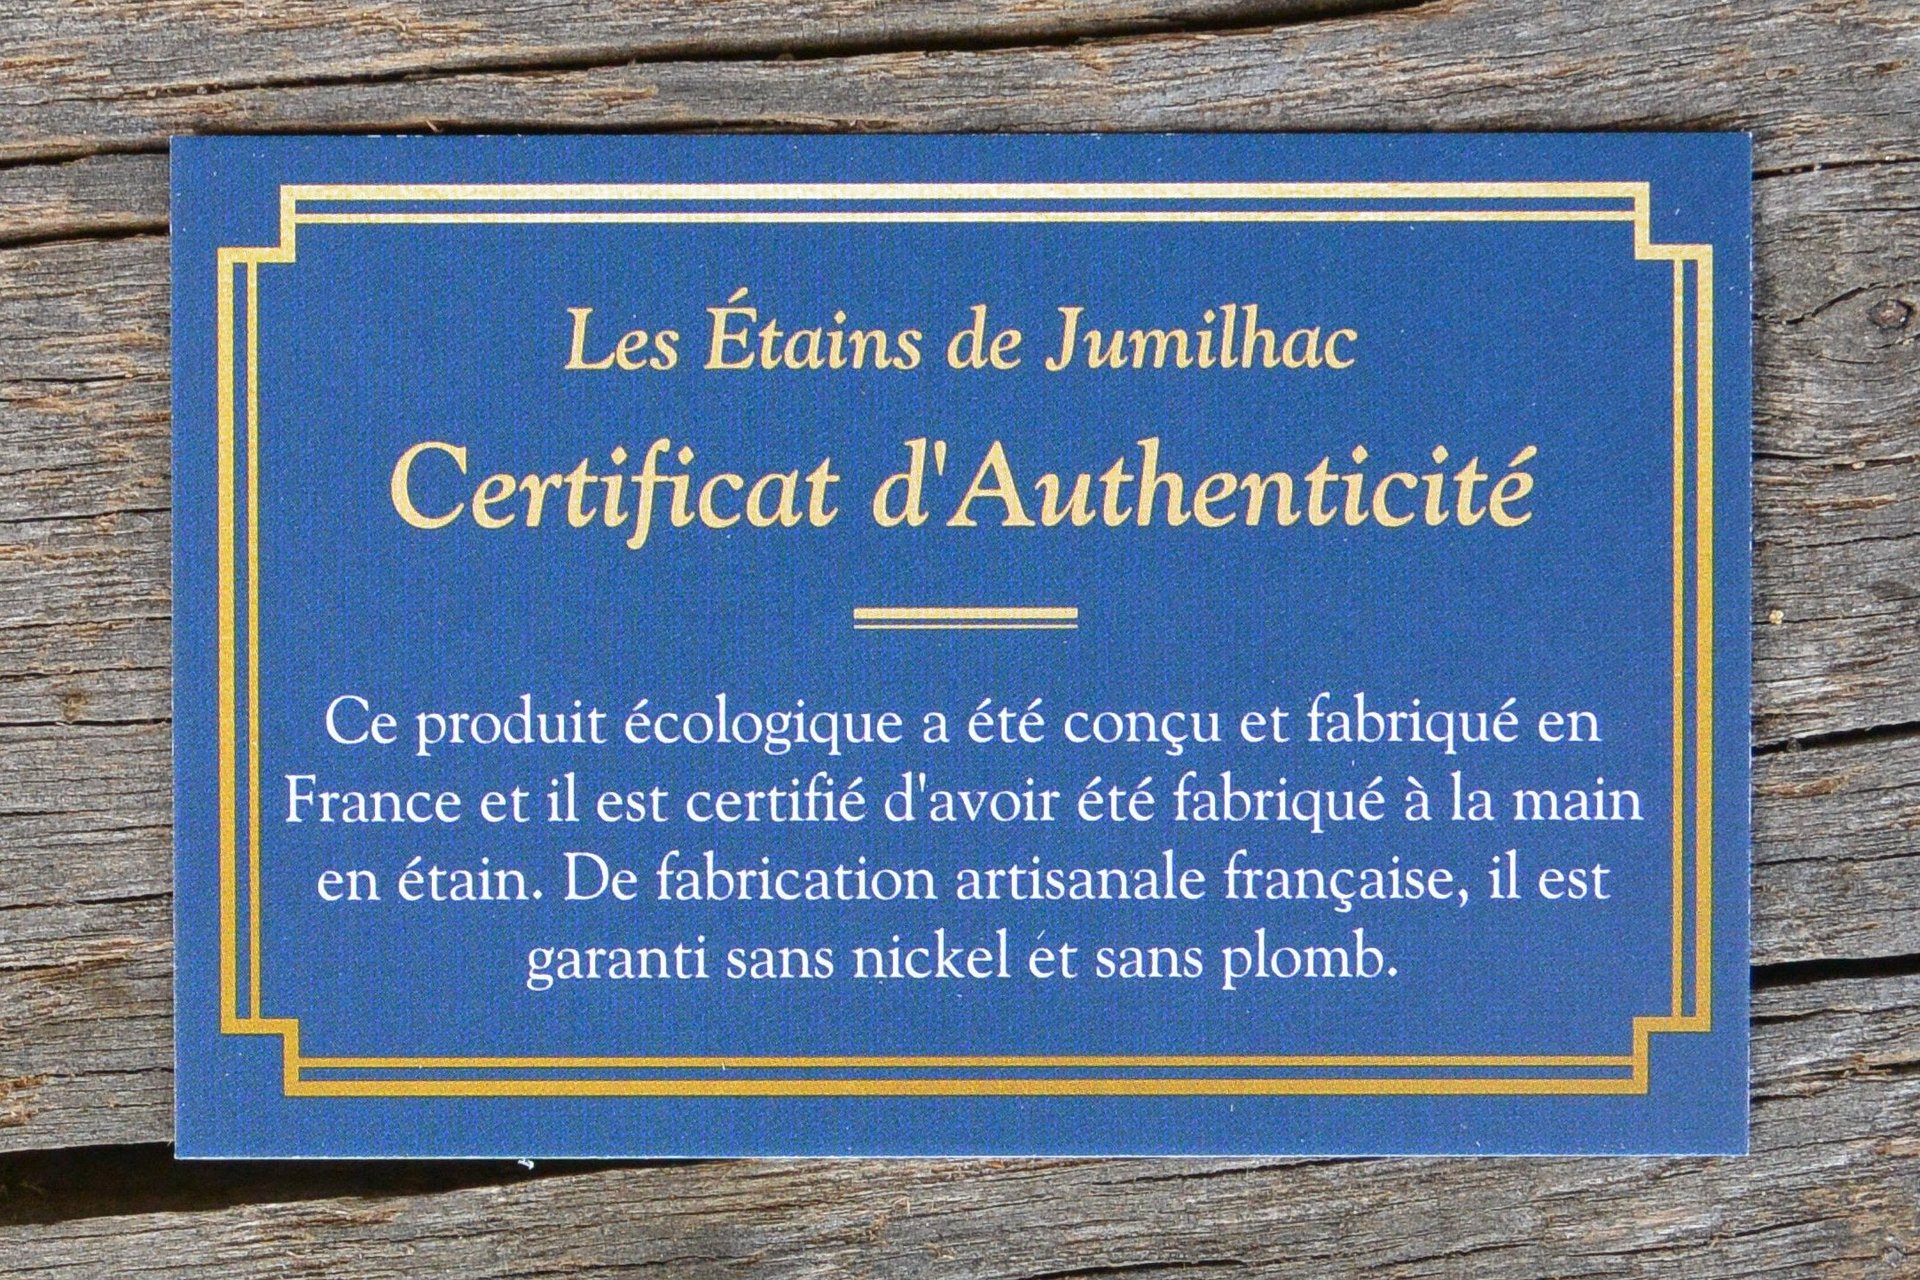 Les Étains de Jumilhac
Certificat d'Authenticité
Ce produit écologique a été conçu et fabriqué en
France et il est certifié d'avoir été fabriqué à la main
en étain. De fabrication artisanale française, il est
garanti sans nickel et sans plomb.